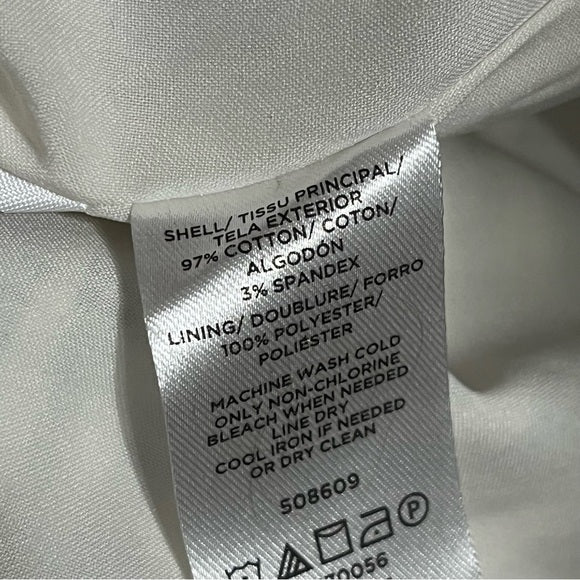 SHELL/ TISSU PRINCIPAL/
TELA EXTERIOR
97% COTTON/ COTON/
ALGODÓN
3% SPANDEX
LINING/ DOUBLURE/ FORRO
100% POLYESTER/
POLIÉSTER
MACHINE WASH COLD
ONLY NON-CHLORINE
BLEACH WHEN NEEDED
LINE DRY
COOL IRON IF NEEDED
OR DRY CLEAN
508609
P
70056